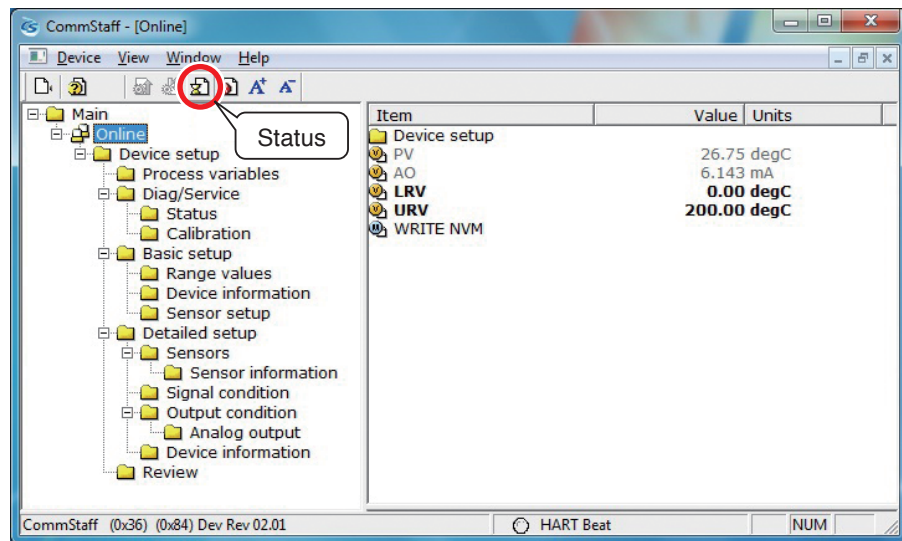 CommStaff - [Online]
Device View Window Help
A+ A-
Status
Main
Online
Device setup
Process variables
Diag/Service
Status
Calibration
Basic setup
Range values
Device information
Sensor setup
Detailed setup
Sensors
Sensor information
Signal condition
Output condition
Analog output
Device information
Review
Item Value Units
Device setup
PV 26.75 degC
AO 6.143 mA
LRV 0.00 degC
URV 200.00 degC
WRITE NVM
CommStaff (0x36) (0x84) Dev Rev 02.01 HART Beat NUM